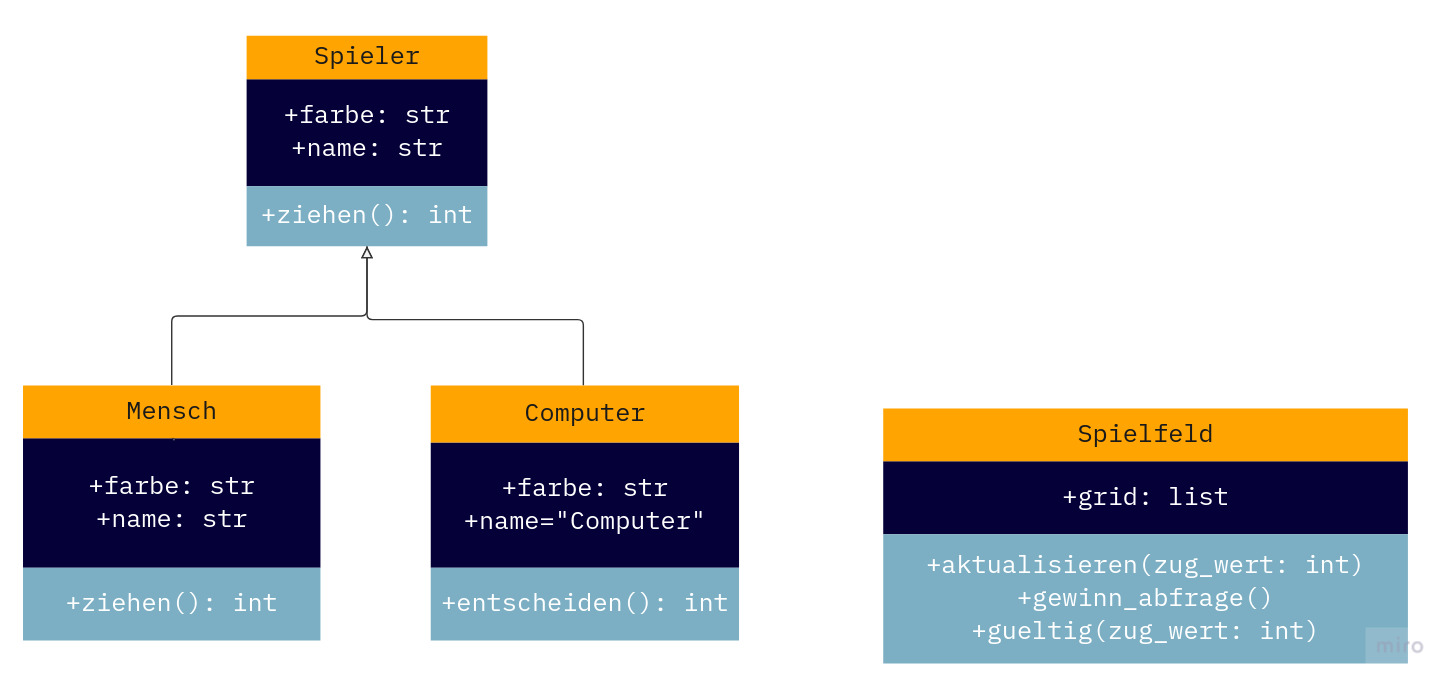 Spieler
+farbe: str
+name: str
+ziehen(): int
Mensch
+farbe: str
+name: str
+ziehen(): int
Computer
+farbe: str
+name="Computer"
+entscheiden(): int
Spielfeld
+grid: list
+aktualisieren(zug_wert: int)
+gewinn_abfrage()
+gueltig(zug_wert: int)
miro